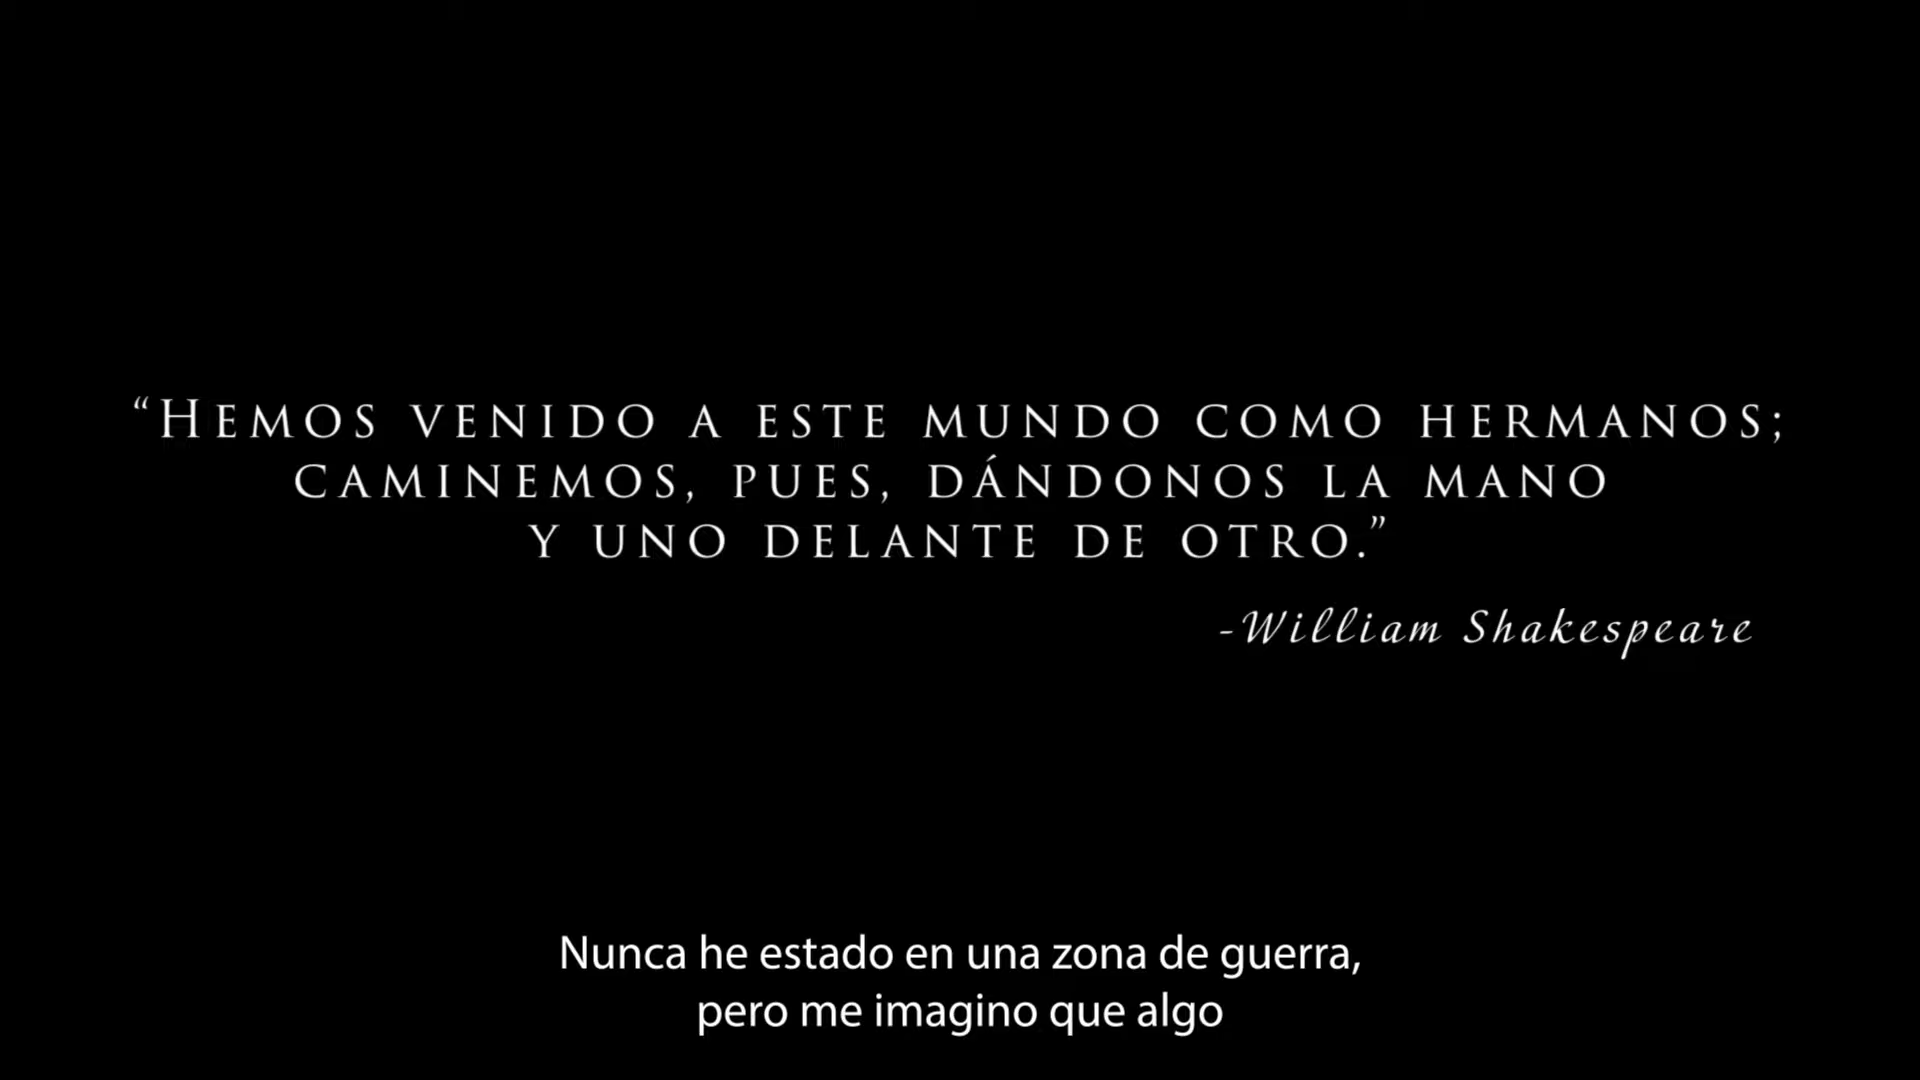 “HEMOS VENIDO A ESTE MUNDO COMO HERMANOS;
CAMINEMOS, PUES, DÁNDONOS LA MANO
Y UNO DELANTE DE OTRO.”
-William Shakespeare
Nunca he estado en una zona de guerra,
pero me imagino que algo